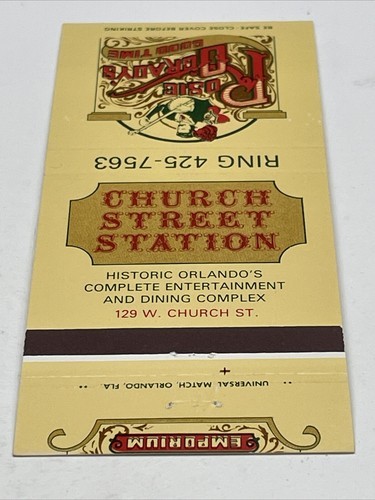 BE SAFE - CLOSE COVER BEFORE STRIKING
ROSIE
O'GRADY'S
GOOD TIME
RING 425-7563
CHURCH
STREET
STATION
HISTORIC ORLANDO'S
COMPLETE ENTERTAINMENT
AND DINING COMPLEX
129 W. CHURCH ST.
UNIVERSAL MATCH, ORLANDO, FLA.
EMPORIUM